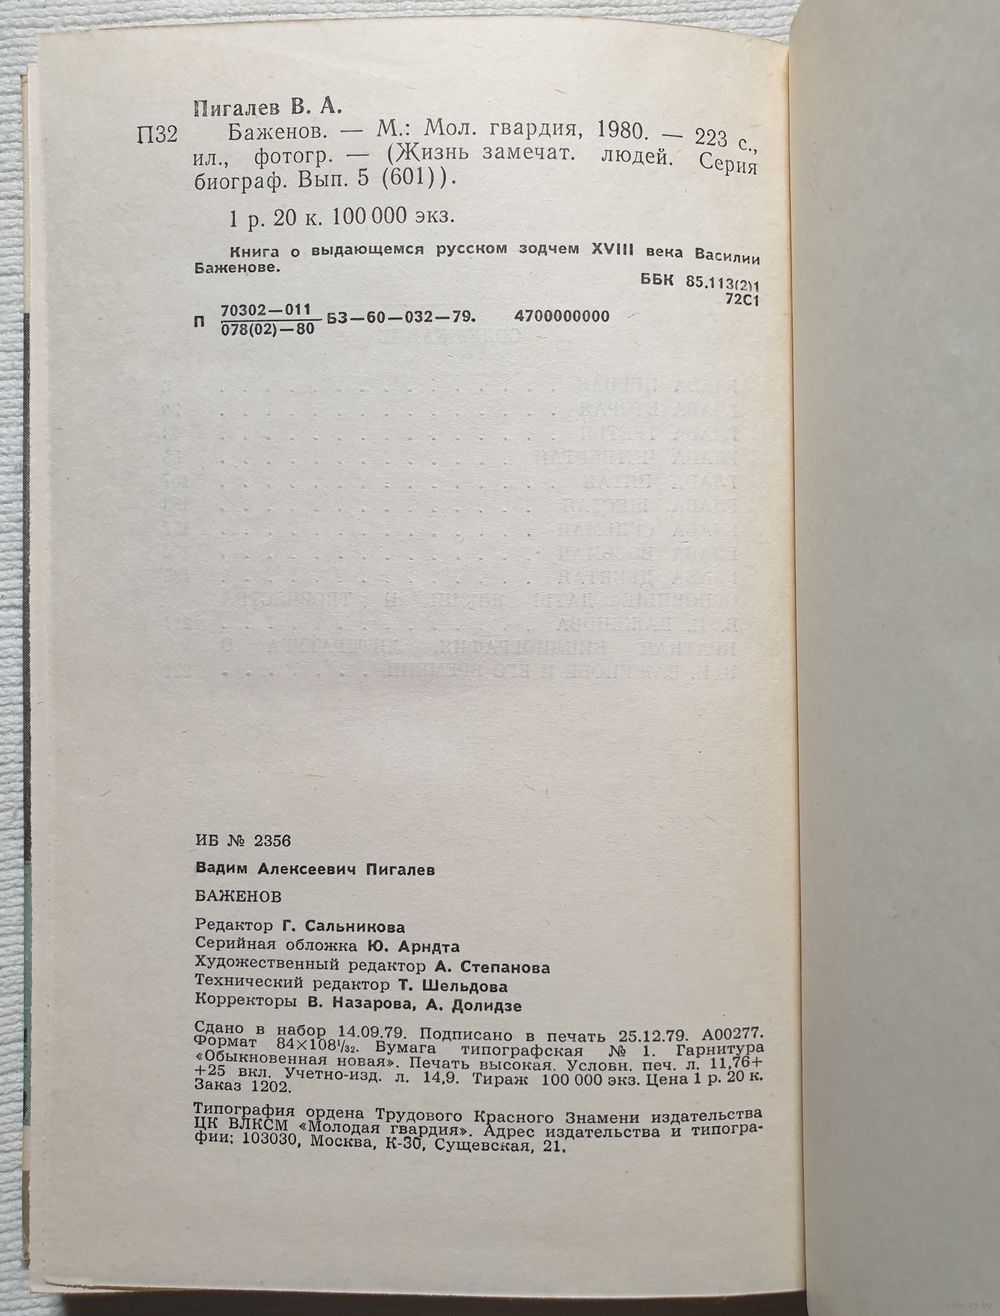 Пигалев В. А.
П32 Баженов. — М.: Мол. гвардия, 1980. — 223 с.,
ил., фотогр. — (Жизнь замечат. людей. Серия
биограф. Вып. 5 (601)).
1 р. 20 к. 100 000 экз.
Книга о выдающемся русском зодчем XVIII века Василии
Баженове.
ББК 85.113(2)1
72С1
П 70302—011
078(02)—80 БЗ—60—032—79. 4700000000
ИБ № 2356
Вадим Алексеевич Пигалев
БАЖЕНОВ
Редактор Г. Сальникова
Серийная обложка Ю. Арндта
Художественный редактор А. Степанова
Технический редактор Т. Шельдова
Корректоры В. Назарова, А. Долидзе
Сдано в набор 14.09.79. Подписано в печать 25.12.79. А00277.
Формат 84×108¹/₃₂. Бумага типографская № 1. Гарнитура
«Обыкновенная новая». Печать высокая. Условн. печ. л. 11,76+
+25 вкл. Учетно-изд. л. 14,9. Тираж 100 000 экз. Цена 1 р. 20 к.
Заказ 1202.
Типография ордена Трудового Красного Знамени издательства
ЦК ВЛКСМ «Молодая гвардия». Адрес издательства и типогра-
фии: 103030, Москва, К-30, Сущевская, 21.
www.ay.by